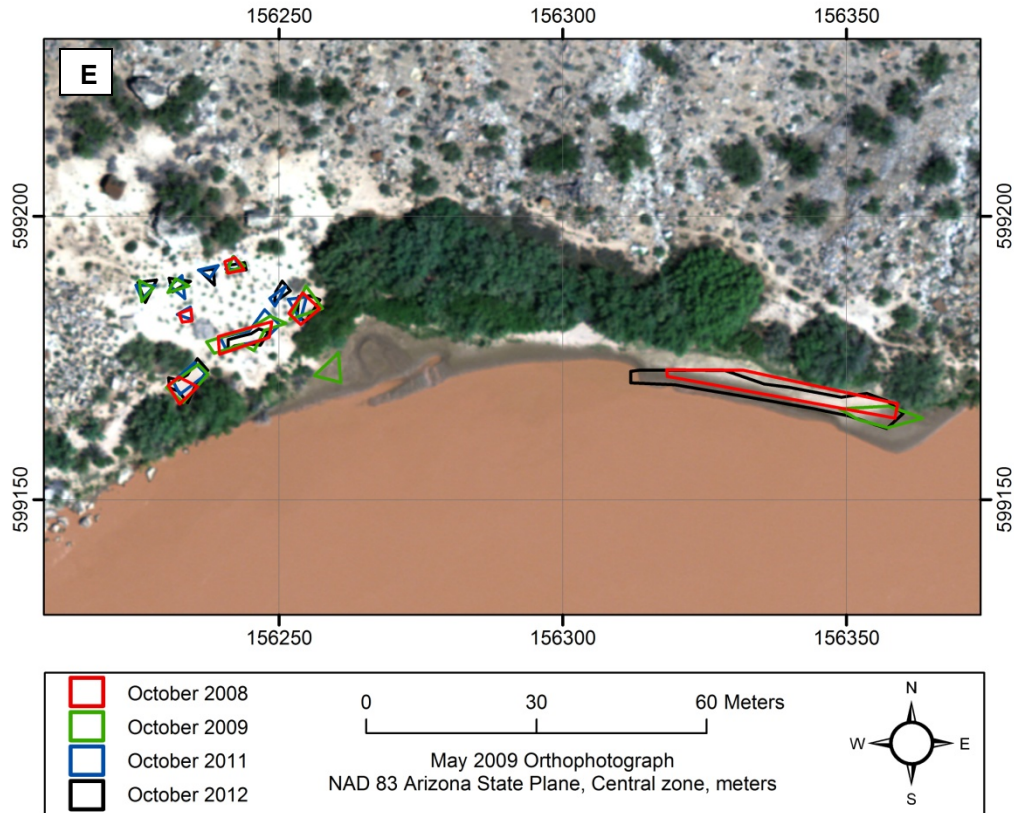 156250 156300 156350
E
599200 599200
599150 599150
156250 156300 156350
October 2008
October 2009
October 2011
October 2012
0 30 60 Meters
May 2009 Orthophotograph
NAD 83 Arizona State Plane, Central zone, meters
N
W E
S